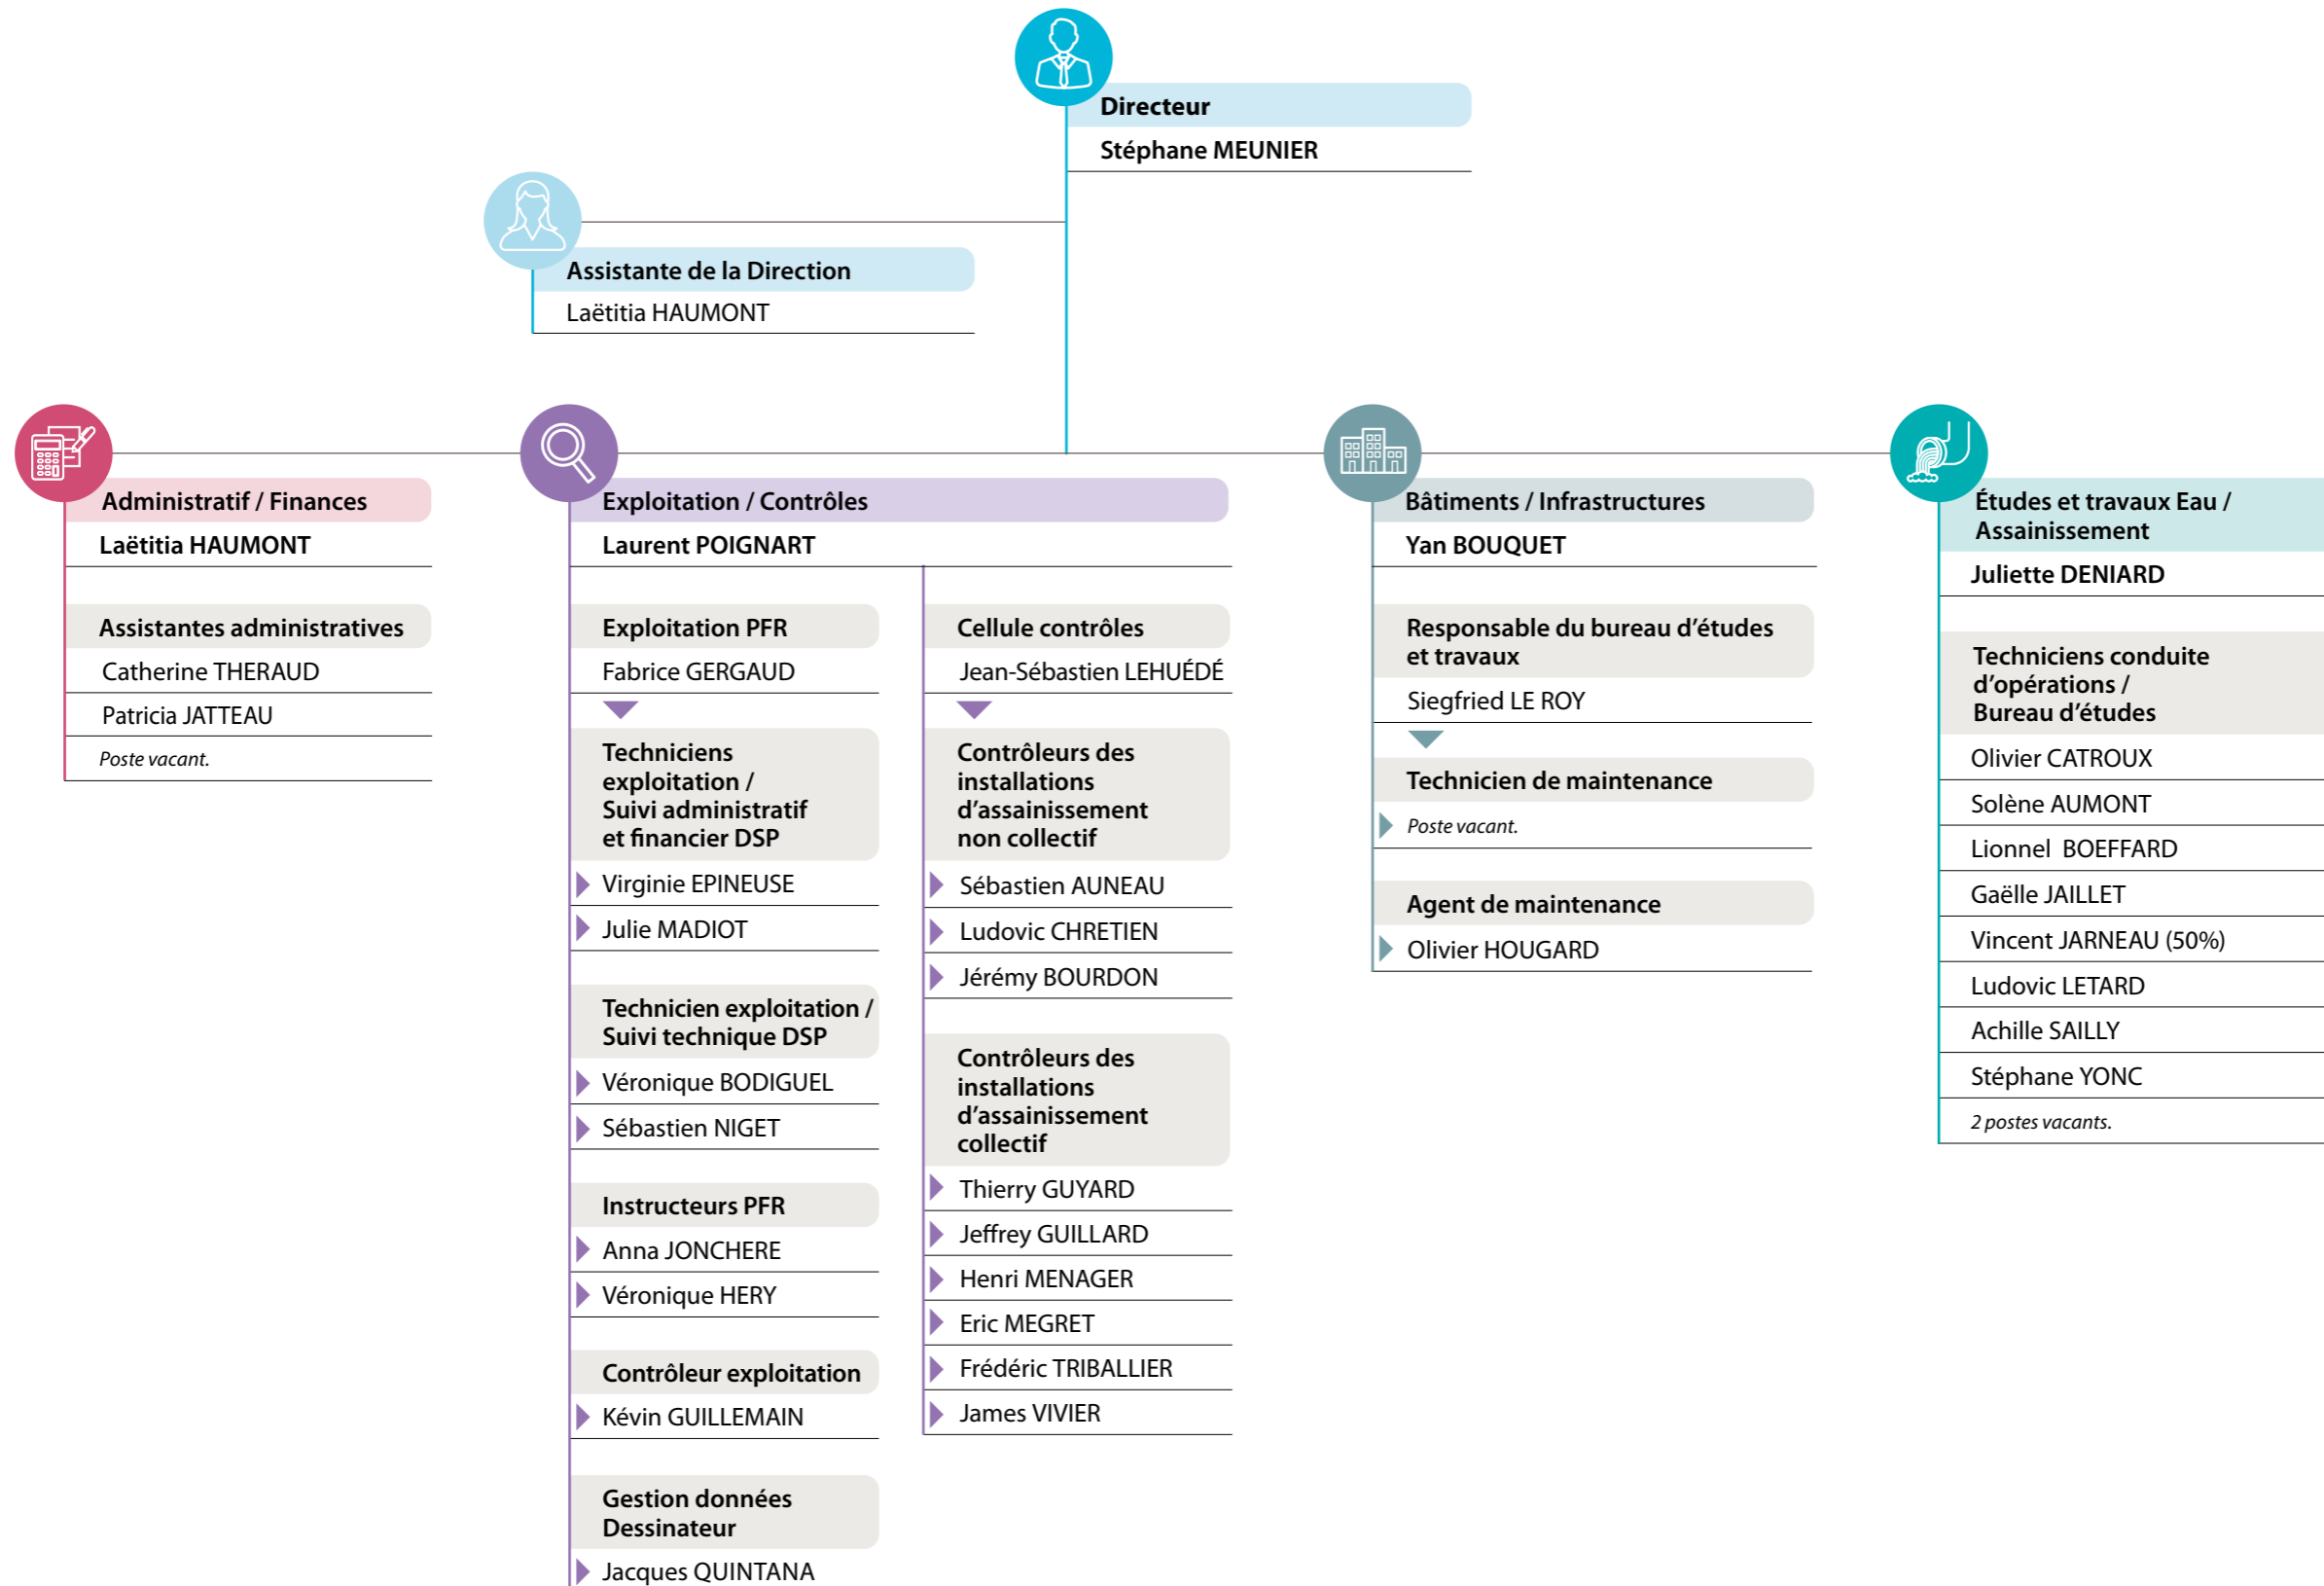 Directeur
Stéphane MEUNIER
Assistante de la Direction
Laëtitia HAUMONT
Administratif / Finances
Laëtitia HAUMONT
Assistantes administratives
Catherine THERAUD
Patricia JATTEAU
Poste vacant.
Exploitation / Contrôles
Laurent POIGNART
Exploitation PFR
Fabrice GERGAUD
Techniciens
exploitation /
Suivi administratif
et financier DSP
Virginie EPINEUSE
Julie MADIOT
Technicien exploitation /
Suivi technique DSP
Véronique BODIGUEL
Sébastien NIGET
Instructeurs PFR
Anna JONCHERE
Véronique HERY
Contrôleur exploitation
Kévin GUILLEMAIN
Gestion données
Dessinateur
Jacques QUINTANA
Cellule contrôles
Jean-Sébastien LEHUÉDÉ
Contrôleurs des
installations
d'assainissement
non collectif
Sébastien AUNEAU
Ludovic CHRETIEN
Jérémy BOURDON
Contrôleurs des
installations
d'assainissement
collectif
Thierry GUYARD
Jeffrey GUILLARD
Henri MENAGER
Eric MEGRET
Frédéric TRIBALLIER
James VIVIER
Bâtiments / Infrastructures
Yan BOUQUET
Responsable du bureau d'études
et travaux
Siegfried LE ROY
Technicien de maintenance
Poste vacant.
Agent de maintenance
Olivier HOUGARD
Études et travaux Eau /
Assainissement
Juliette DENIARD
Techniciens conduite
d'opérations /
Bureau d'études
Olivier CATROUX
Solène AUMONT
Lionnel BOEFFARD
Gaëlle JAILLET
Vincent JARNEAU (50%)
Ludovic LETARD
Achille SAILLY
Stéphane YONC
2 postes vacants.